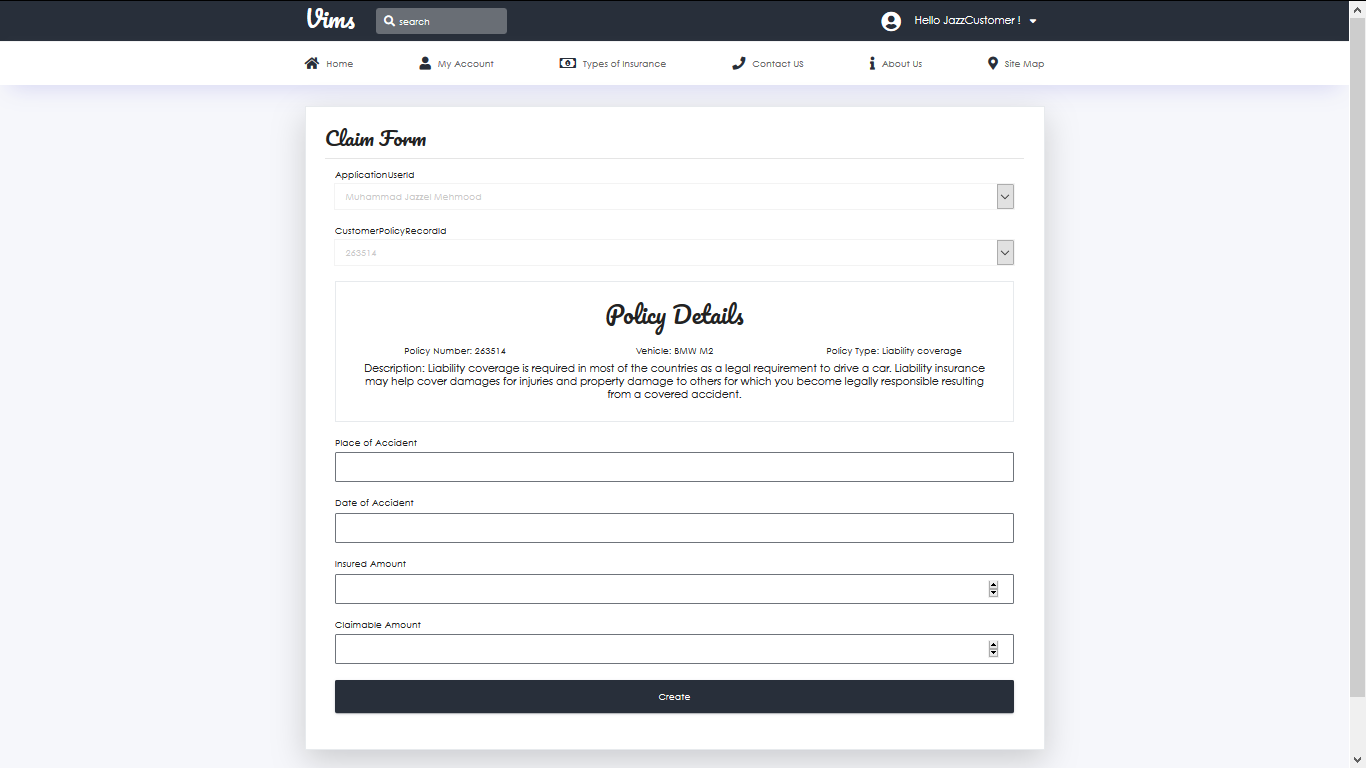 Vims
search
Hello JazzCustomer !
Home
My Account
Types of Insurance
Contact US
About Us
Site Map
Claim Form
ApplicationUserId
Muhammad Jazzel Mehmood
CustomerPolicyRecordId
263514
Policy Details
Policy Number: 263514
Vehicle: BMW M2
Policy Type: Liability coverage
Description: Liability coverage is required in most of the countries as a legal requirement to drive a car. Liability insurance
may help cover damages for injuries and property damage to others for which you become legally responsible resulting
from a covered accident.
Place of Accident
Date of Accident
Insured Amount
Claimable Amount
Create